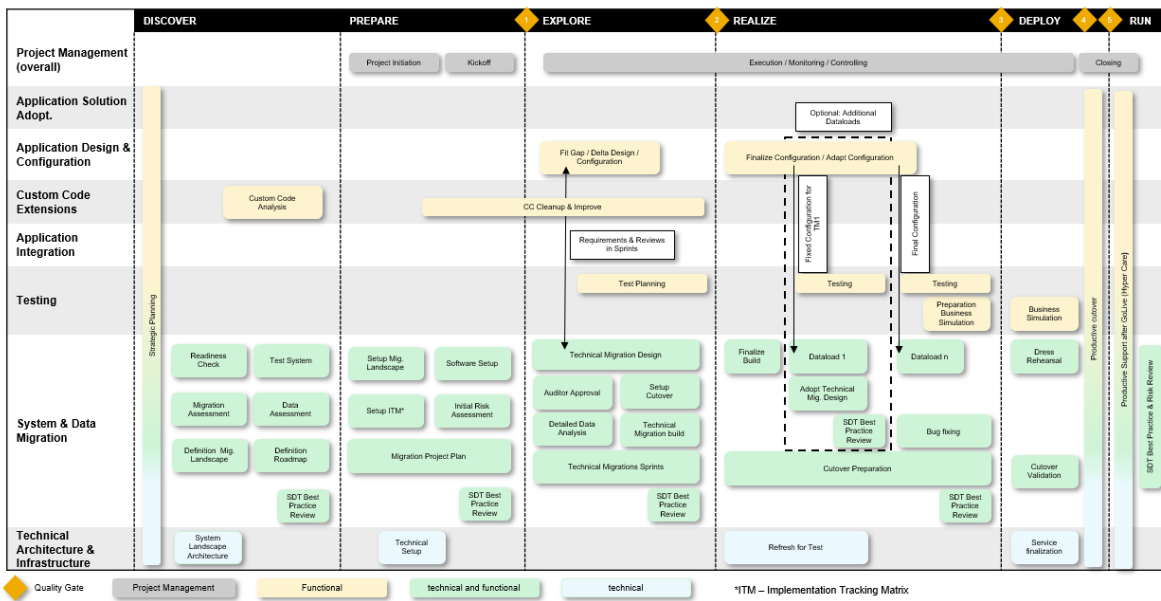 DISCOVER
PREPARE
1
EXPLORE
2
REALIZE
3
DEPLOY
4
5
RUN
Project Management
(overall)
Project Initiation
Kickoff
Execution / Monitoring / Controlling
Closing
Application Solution
Adopt.
Optional: Additional
Dataloads
Application Design &
Configuration
Fit Gap / Delta Design /
Configuration
Finalize Configuration / Adapt Configuration
Custom Code
Extensions
Custom Code
Analysis
CC Cleanup & Improve
Fixed Configuration for
TM1
Final Configuration
Application
Integration
Requirements & Reviews
in Sprints
Testing
Test Planning
Testing
Testing
Preparation
Business
Simulation
Business
Simulation
Strategic Planning
Productive cutover
Productive Support after GoLive (Hyper Care)
System & Data
Migration
Readiness
Check
Test System
Setup Mig.
Landscape
Software Setup
Technical Migration Design
Finalize
Build
Dataload 1
Dataload n
Dress
Rehearsal
Migration
Assessment
Data
Assessment
Setup ITM*
Initial Risk
Assessment
Auditor Approval
Setup
Cutover
Adopt Technical
Mig. Design
Detailed Data
Analysis
Technical
Migration build
SDT Best
Practice
Review
Bug fixing
Definition Mig.
Landscape
Definition
Roadmap
Migration Project Plan
Technical Migrations Sprints
Cutover Preparation
Cutover
Validation
SDT Best
Practice
Review
SDT Best
Practice
Review
SDT Best
Practice
Review
SDT Best
Practice
Review
SDT Best Practice & Risk Review
Technical
Architecture &
Infrastructure
System
Landscape
Architecture
Technical
Setup
Refresh for Test
Service
finalization
Quality Gate
Project Management
Functional
technical and functional
technical
*ITM – Implementation Tracking Matrix